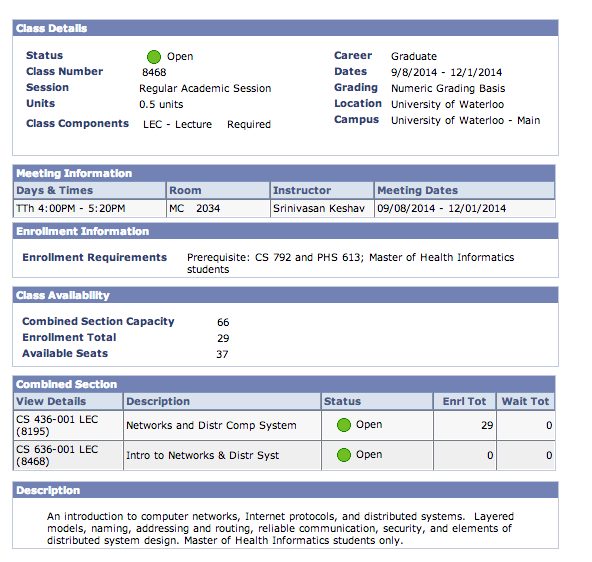 Class Details
Status Open Career Graduate
Class Number 8468 Dates 9/8/2014 - 12/1/2014
Session Regular Academic Session Grading Numeric Grading Basis
Units 0.5 units Location University of Waterloo
Class Components LEC - Lecture Required Campus University of Waterloo - Main
Meeting Information
Days & Times Room Instructor Meeting Dates
TTh 4:00PM - 5:20PM MC 2034 Srinivasan Keshav 09/08/2014 - 12/01/2014
Enrollment Information
Enrollment Requirements Prerequisite: CS 792 and PHS 613; Master of Health Informatics
students
Class Availability
Combined Section Capacity 66
Enrollment Total 29
Available Seats 37
Combined Section
View Details Description Status Enrl Tot Wait Tot
CS 436-001 LEC
(8195) Networks and Distr Comp System Open 29 0
CS 636-001 LEC
(8468) Intro to Networks & Distr Syst Open 0 0
Description
An introduction to computer networks, Internet protocols, and distributed systems. Layered
models, naming, addressing and routing, reliable communication, security, and elements of
distributed system design. Master of Health Informatics students only.